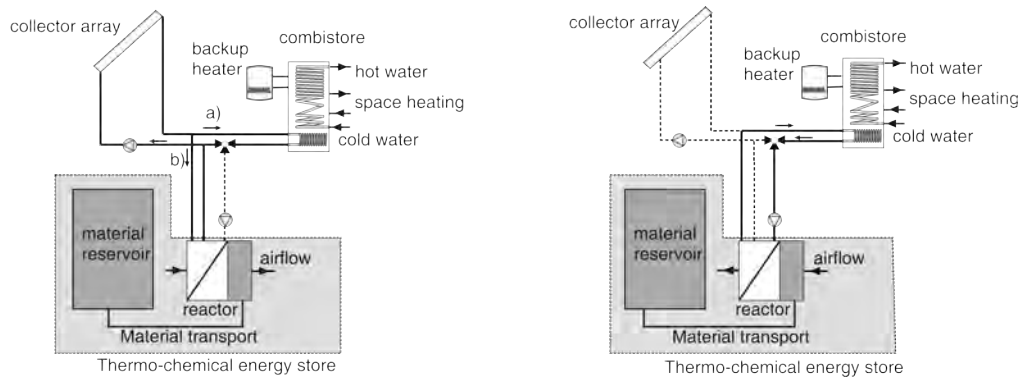 collector array
backup
heater
combistore
hot water
space heating
cold water
a)
b)
material
reservoir
airflow
reactor
Material transport
Thermo-chemical energy store
collector array
backup
heater
combistore
hot water
space heating
cold water
material
reservoir
airflow
reactor
Material transport
Thermo-chemical energy store